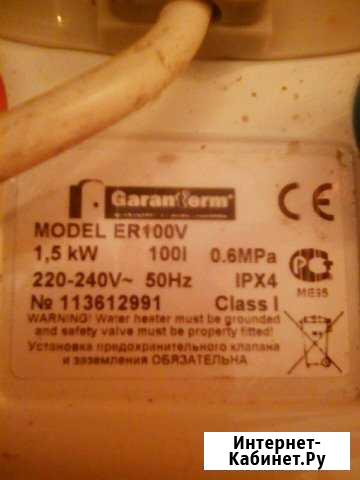 Garanterm®
MODEL ER100V
1,5 kW 100l 0.6MPa
220-240V~ 50Hz IPX4
№ 113612991 Class I
ME95
WARNING! Water heater must be grounded
and safety valve must be properly fitted!
Установка предохранительного клапана
и заземления ОБЯЗАТЕЛЬНА
Интернет-
Кабинет.Ру